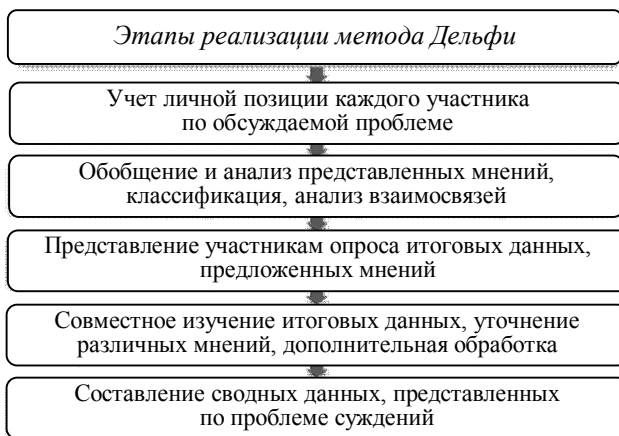 Этапы реализации метода Дельфи
Учет личной позиции каждого участника
по обсуждаемой проблеме
Обобщение и анализ представленных мнений,
классификация, анализ взаимосвязей
Представление участникам опроса итоговых данных,
предложенных мнений
Совместное изучение итоговых данных, уточнение
различных мнений, дополнительная обработка
Составление сводных данных, представленных
по проблеме суждений